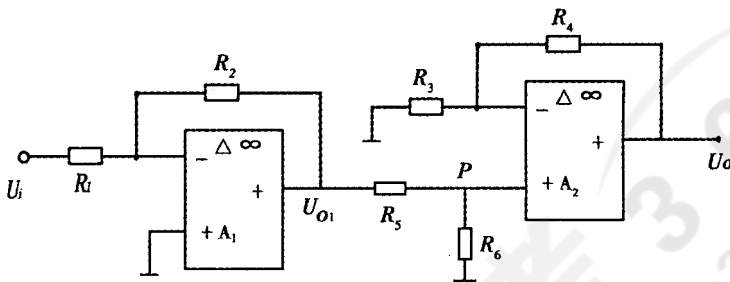 R4
R2
R3
− △ ∞
+
Uo
− △ ∞
P
Ui
R1
+
UO1
R5
+ A2
+ A1
R6